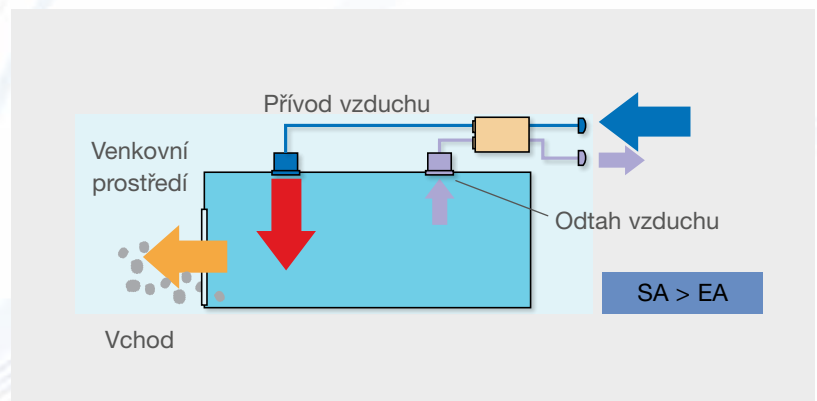 Přívod vzduchu
Venkovní
prostředí
Odtah vzduchu
SA > EA
Vchod